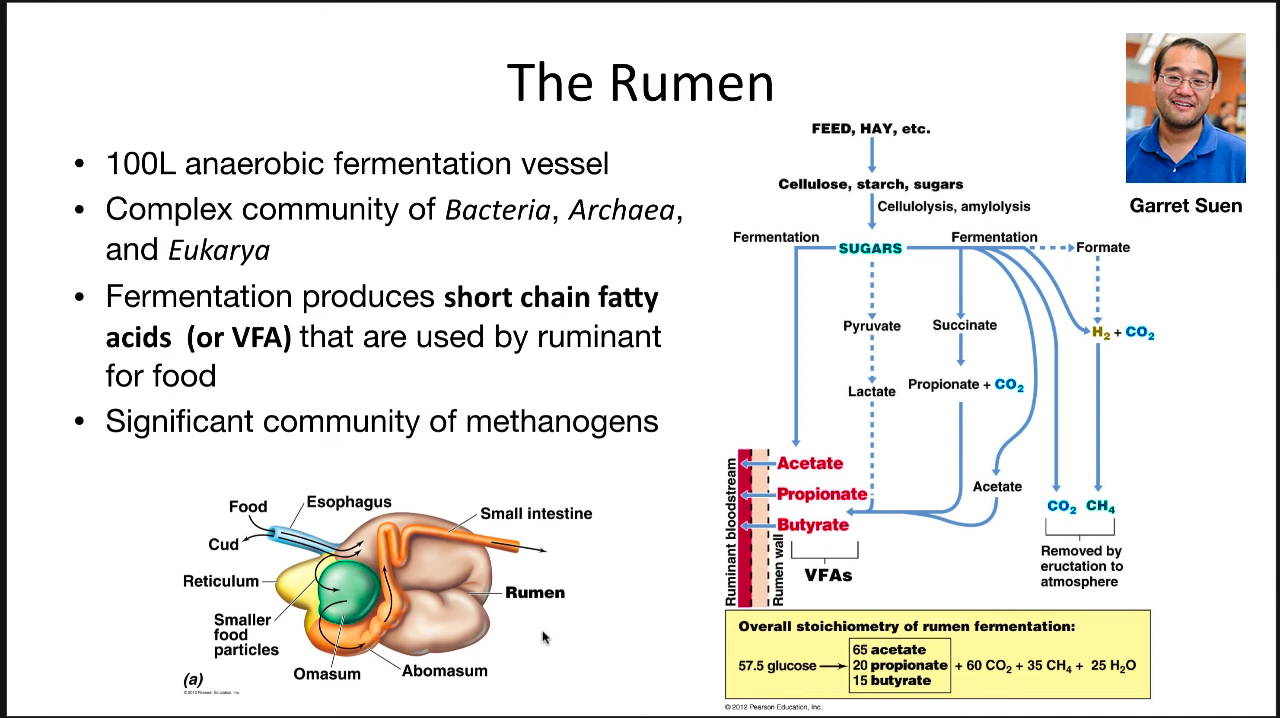 The Rumen
• 100L anaerobic fermentation vessel
• Complex community of Bacteria, Archaea,
and Eukarya
• Fermentation produces short chain fatty
acids (or VFA) that are used by ruminant
for food
• Significant community of methanogens
Food
Esophagus
Cud
Small intestine
Reticulum
Rumen
Smaller
food
particles
Omasum
Abomasum
(a)
© 2012 Pearson Education, Inc.
Garret Suen
FEED, HAY, etc.
Cellulose, starch, sugars
Cellulolysis, amylolysis
Fermentation
SUGARS
Fermentation
Formate
Pyruvate
Succinate
H₂ + CO₂
Lactate
Propionate + CO₂
Acetate
Propionate
Butyrate
Acetate
CO₂ CH₄
Ruminant bloodstream
Rumen wall
VFAs
Removed by
eructation to
atmosphere
Overall stoichiometry of rumen fermentation:
65 acetate
57.5 glucose → 20 propionate + 60 CO₂ + 35 CH₄ + 25 H₂O
15 butyrate
© 2012 Pearson Education, Inc.